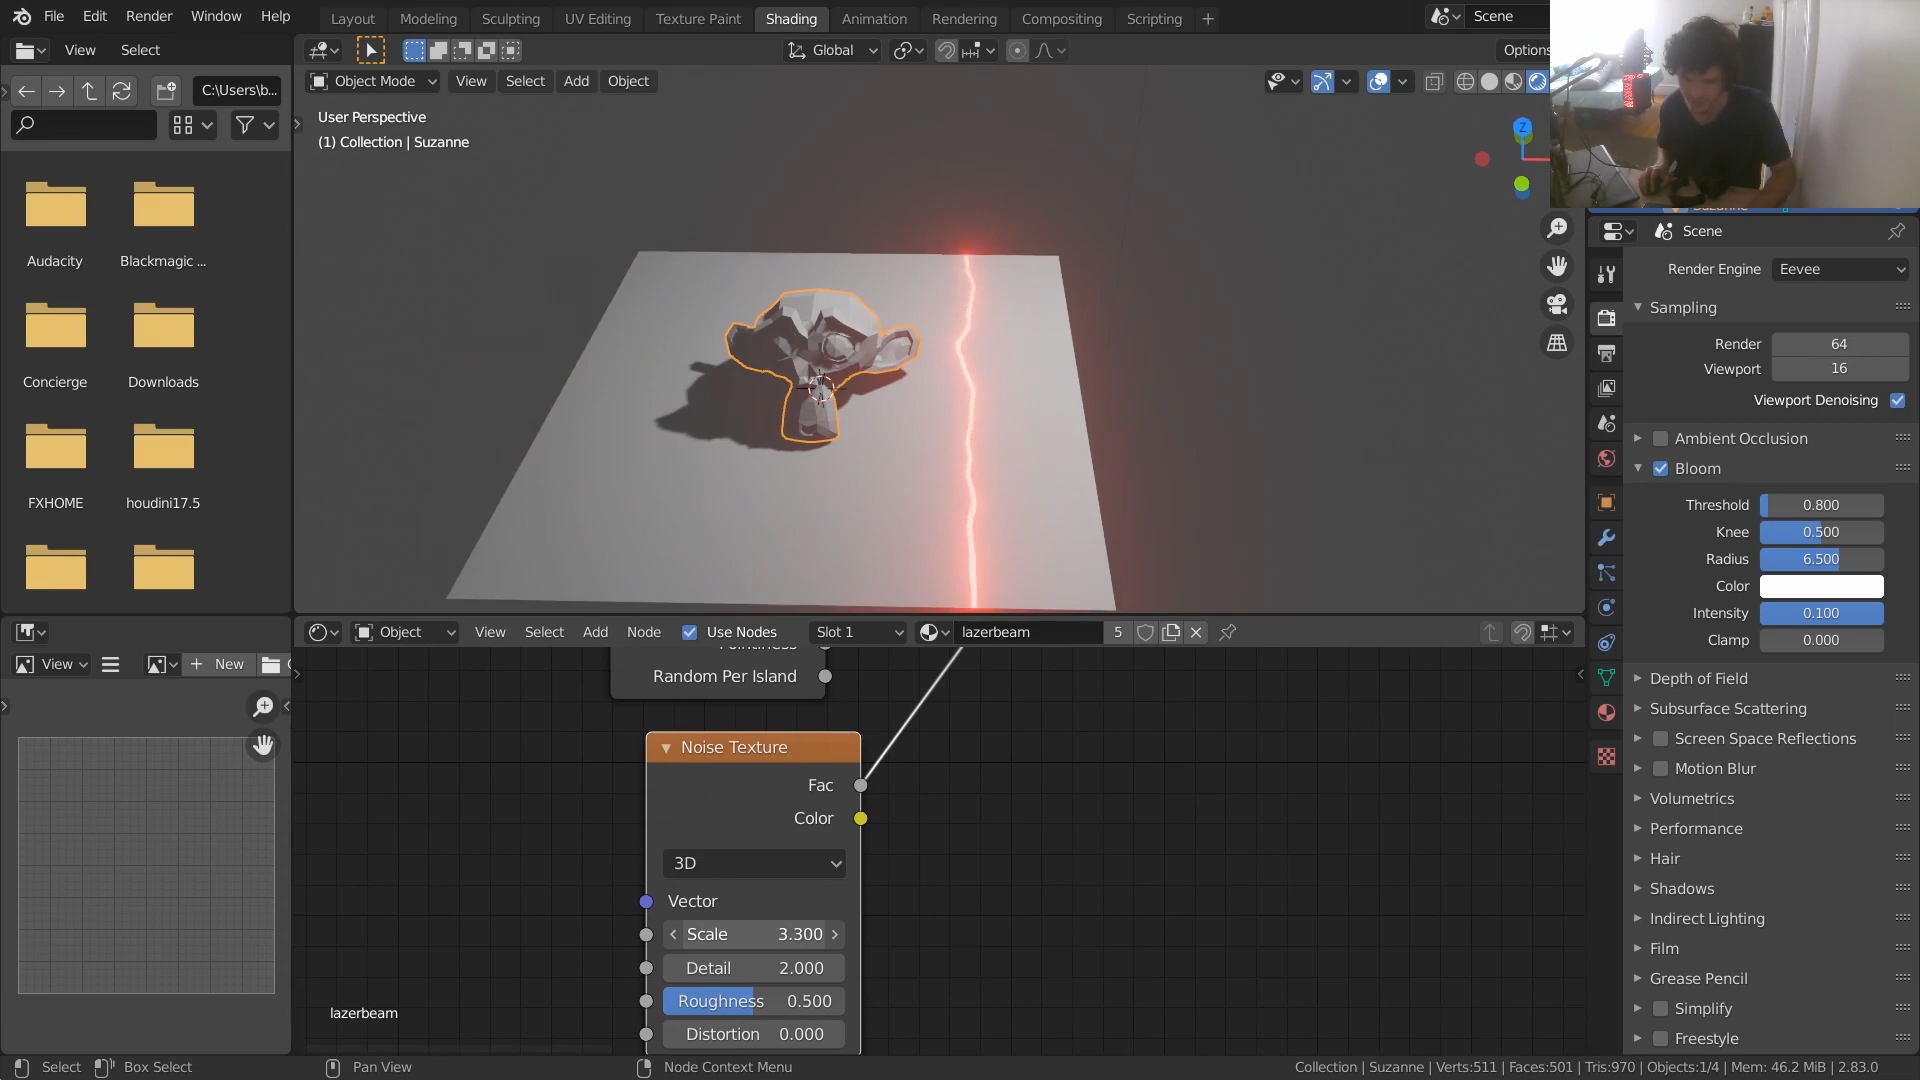 File Edit Render Window Help
Layout Modeling Sculpting UV Editing Texture Paint Shading Animation Rendering Compositing Scripting +
Scene
View Select
Global
Options
C:\Users\b...
Object Mode View Select Add Object
User Perspective
(1) Collection | Suzanne
Z
Audacity
Blackmagic ...
Concierge
Downloads
FXHOME
houdini17.5
Scene
Render Engine Eevee
Sampling
Render 64
Viewport 16
Viewport Denoising
Ambient Occlusion
Bloom
Threshold 0.800
Knee 0.500
Radius 6.500
Color
Intensity 0.100
Clamp 0.000
Depth of Field
Subsurface Scattering
Screen Space Reflections
Motion Blur
Volumetrics
Performance
Hair
Shadows
Indirect Lighting
Film
Grease Pencil
Simplify
Freestyle
Object View Select Add Node Use Nodes Slot 1 lazerbeam 5
View + New
Pointiness
Random Per Island
Noise Texture
Fac
Color
3D
Vector
Scale 3.300
Detail 2.000
Roughness 0.500
Distortion 0.000
lazerbeam
Select Box Select Pan View Node Context Menu
Collection | Suzanne | Verts:511 | Faces:501 | Tris:970 | Objects:1/4 | Mem: 46.2 MiB | 2.83.0